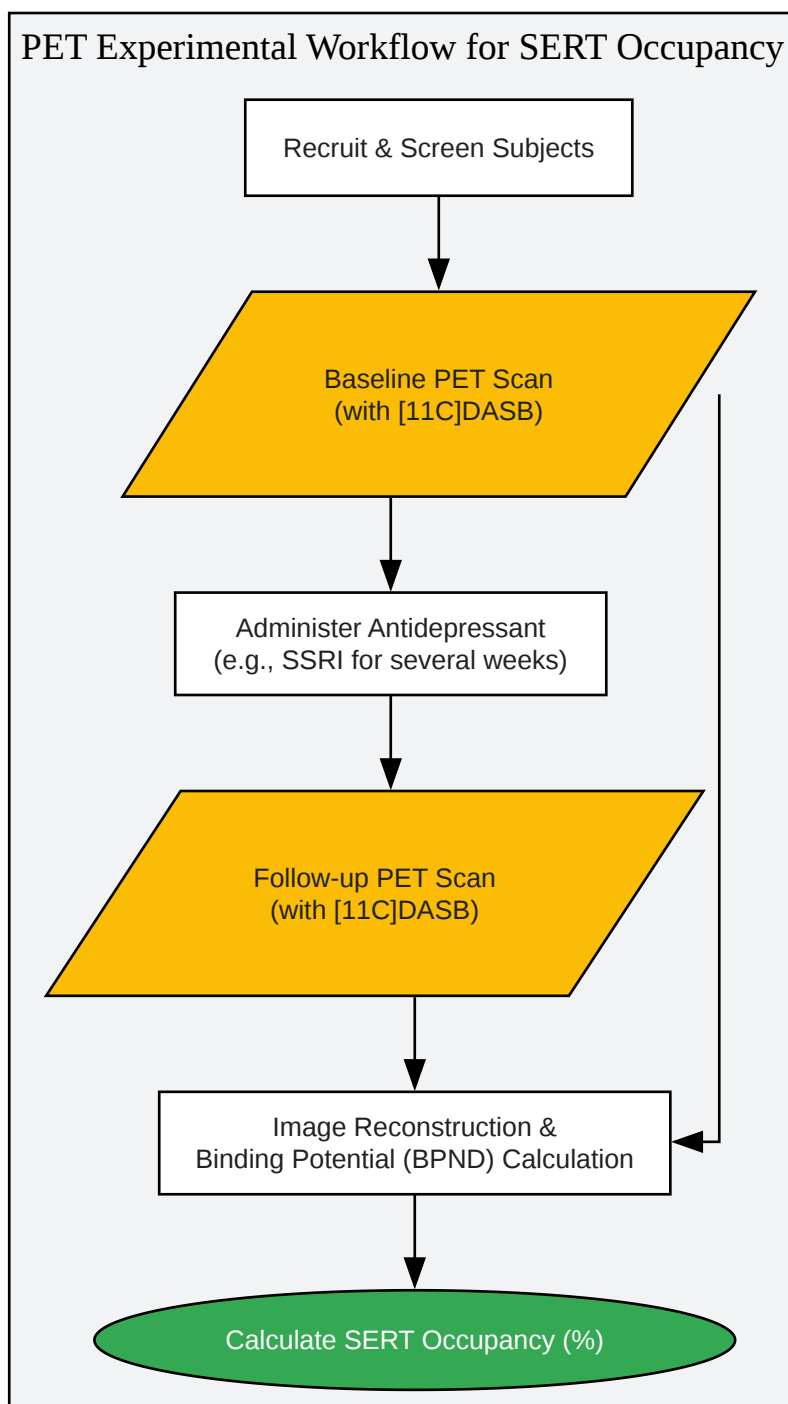 PET Experimental Workflow for SERT Occupancy
Recruit & Screen Subjects
Baseline PET Scan
(with [11C]DASB)
Administer Antidepressant
(e.g., SSRI for several weeks)
Follow-up PET Scan
(with [11C]DASB)
Image Reconstruction &
Binding Potential (BPND) Calculation
Calculate SERT Occupancy (%)